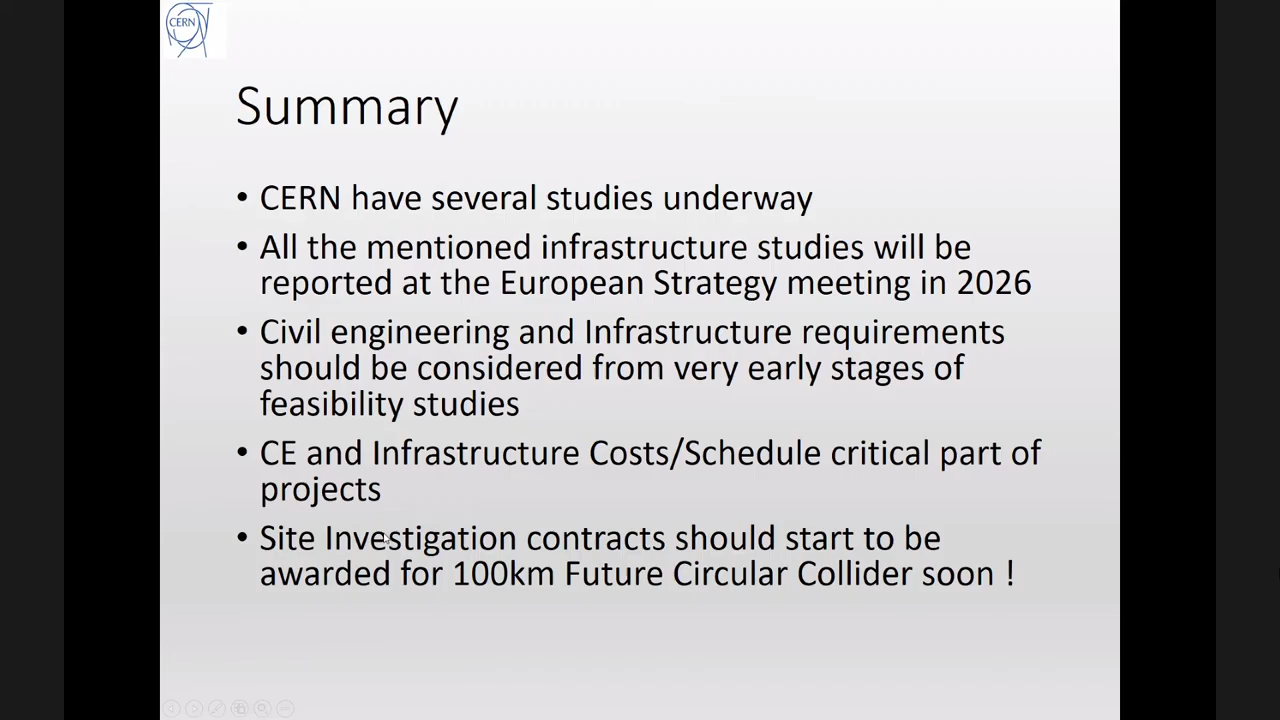 CERN
Summary
• CERN have several studies underway
• All the mentioned infrastructure studies will be
reported at the European Strategy meeting in 2026
• Civil engineering and Infrastructure requirements
should be considered from very early stages of
feasibility studies
• CE and Infrastructure Costs/Schedule critical part of
projects
• Site Investigation contracts should start to be
awarded for 100km Future Circular Collider soon !